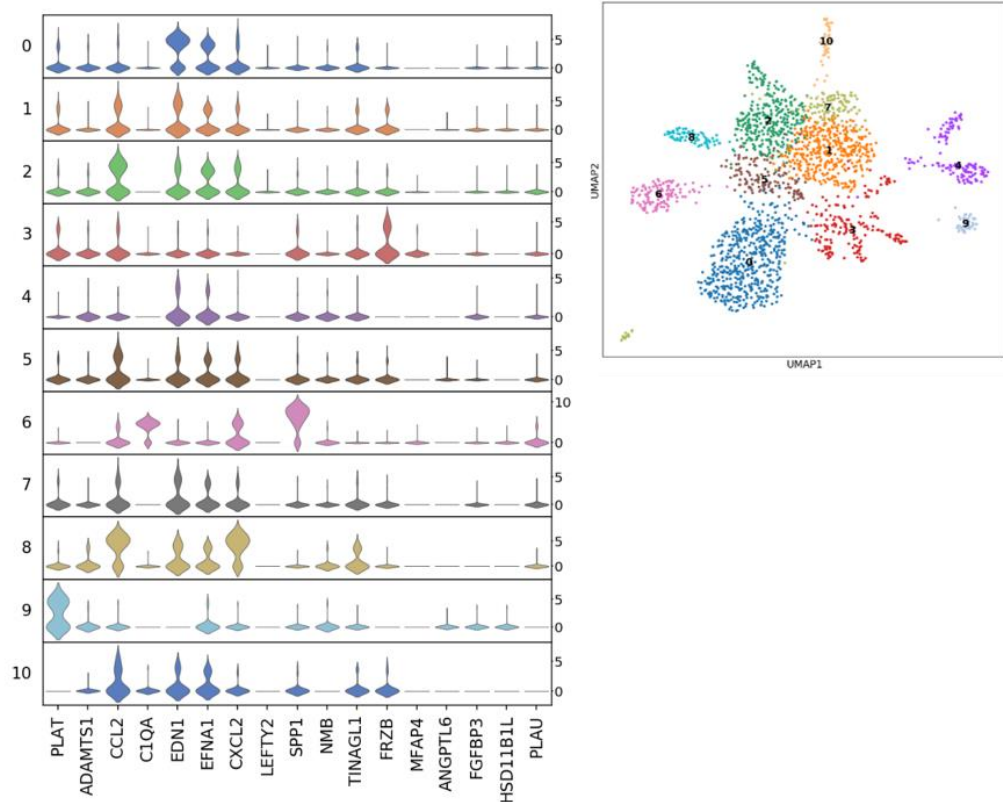 0
5
0
1
5
0
2
5
0
3
5
0
4
5
0
5
5
0
6
10
0
7
5
0
8
5
0
9
5
0
10
5
0
PLAT
ADAMTS1
CCL2
C1QA
EDN1
EFNA1
CXCL2
LEFTY2
SPP1
NMB
TINAGL1
FRZB
MFAP4
ANGPTL6
FGFBP3
HSD11B1L
PLAU
10
7
2
1
8
4
5
6
9
3
0
UMAP2
UMAP1